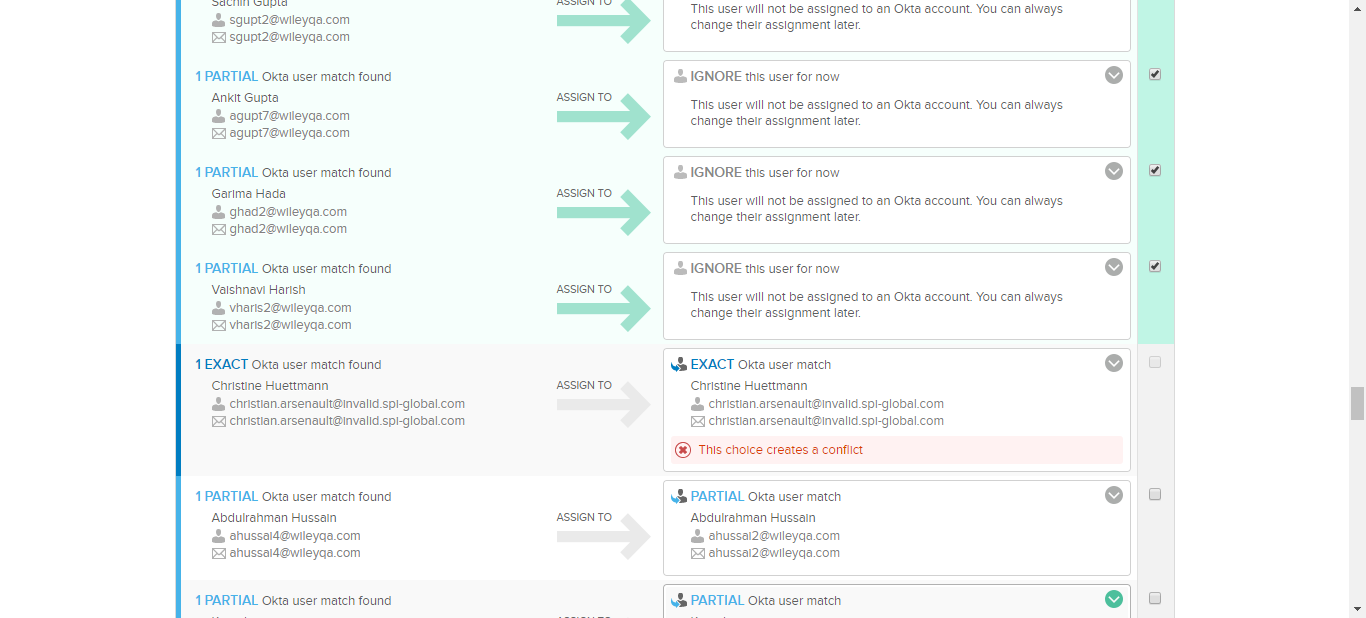 Sachin Gupta
sgupt2@wileyqa.com
sgupt2@wileyqa.com
ASSIGN TO
This user will not be assigned to an Okta account. You can always
change their assignment later.
1 PARTIAL Okta user match found
Ankit Gupta
agupt7@wileyqa.com
agupt7@wileyqa.com
ASSIGN TO
IGNORE this user for now
This user will not be assigned to an Okta account. You can always
change their assignment later.
1 PARTIAL Okta user match found
Garima Hada
ghad2@wileyqa.com
ghad2@wileyqa.com
ASSIGN TO
IGNORE this user for now
This user will not be assigned to an Okta account. You can always
change their assignment later.
1 PARTIAL Okta user match found
Vaishnavi Harish
vharis2@wileyqa.com
vharis2@wileyqa.com
ASSIGN TO
IGNORE this user for now
This user will not be assigned to an Okta account. You can always
change their assignment later.
1 EXACT Okta user match found
Christine Huettmann
christian.arsenault@invalid.spi-global.com
christian.arsenault@invalid.spi-global.com
ASSIGN TO
EXACT Okta user match
Christine Huettmann
christian.arsenault@invalid.spi-global.com
christian.arsenault@invalid.spi-global.com
This choice creates a conflict
1 PARTIAL Okta user match found
Abdulrahman Hussain
ahussai4@wileyqa.com
ahussai4@wileyqa.com
ASSIGN TO
PARTIAL Okta user match
Abdulrahman Hussain
ahussai2@wileyqa.com
ahussai2@wileyqa.com
1 PARTIAL Okta user match found
PARTIAL Okta user match